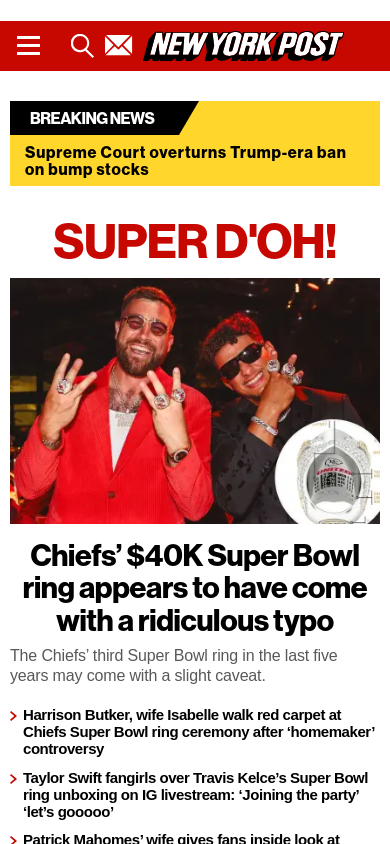 NEW YORK POST
BREAKING NEWS
Supreme Court overturns Trump-era ban
on bump stocks
SUPER D'OH!
UNITED
Chiefs’ $40K Super Bowl
ring appears to have come
with a ridiculous typo
The Chiefs’ third Super Bowl ring in the last five
years may come with a slight caveat.
Harrison Butker, wife Isabelle walk red carpet at
Chiefs Super Bowl ring ceremony after ‘homemaker’
controversy
Taylor Swift fangirls over Travis Kelce’s Super Bowl
ring unboxing on IG livestream: ‘Joining the party’
‘let’s gooooo’
Patrick Mahomes’ wife gives fans inside look at